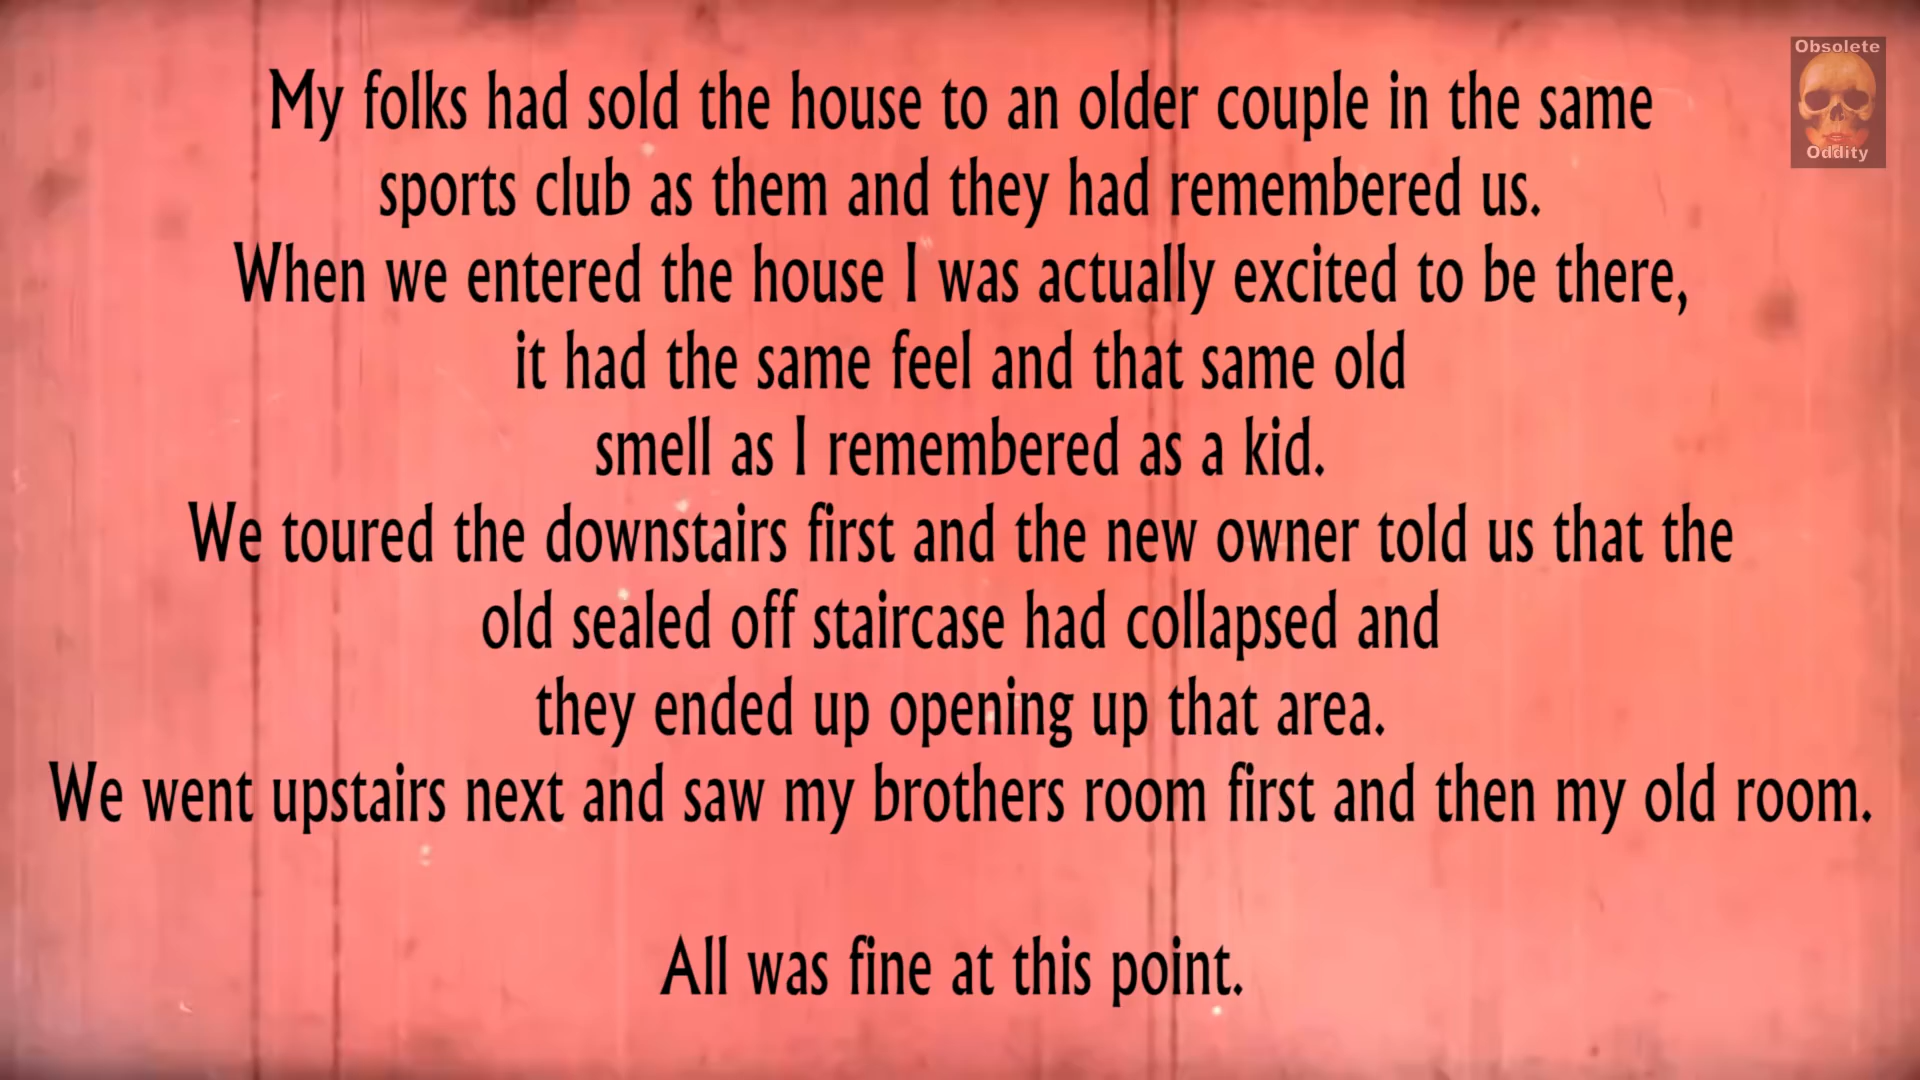 Obsolete
Oddity
My folks had sold the house to an older couple in the same
sports club as them and they had remembered us.
When we entered the house I was actually excited to be there,
it had the same feel and that same old
smell as I remembered as a kid.
We toured the downstairs first and the new owner told us that the
old sealed off staircase had collapsed and
they ended up opening up that area.
We went upstairs next and saw my brothers room first and then my old room.
All was fine at this point.